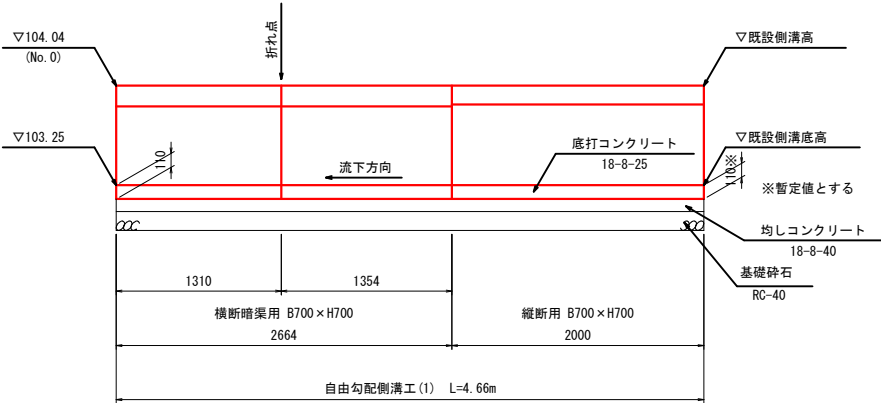 ▽104.04
(No.0)
折れ点
▽既設側溝高
▽103.25
110
流下方向
底打コンクリート
18-8-25
▽既設側溝底高
110※
※暫定値とする
均しコンクリート
18-8-40
基礎砕石
RC-40
1310
1354
横断暗渠用 B700×H700
縦断用 B700×H700
2664
2000
自由勾配側溝工(1) L=4.66m